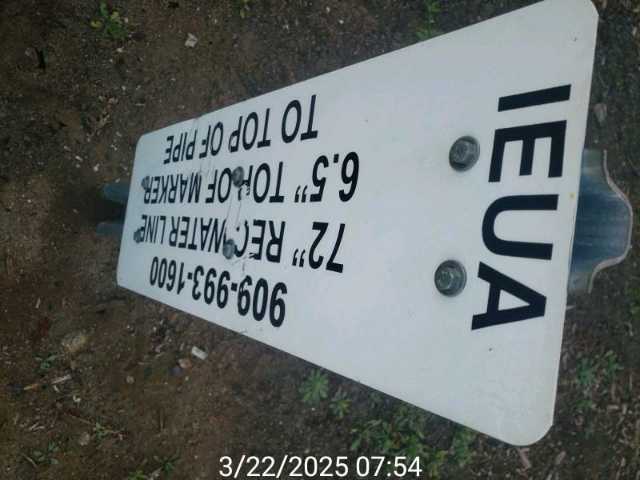 IEUA
909-993-1600
72" REC. WATER LINE
6.5" TOP OF MARKER
TO TOP OF PIPE
3/22/2025 07:54